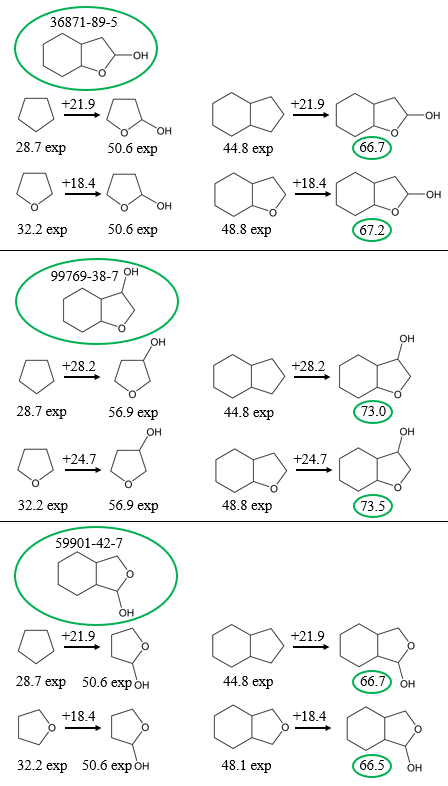 36871-89-5
OH
O
+21.9 +21.9
O OH O OH
28.7 exp 50.6 exp 44.8 exp 66.7
+18.4 +18.4
O O OH O O OH
32.2 exp 50.6 exp 48.8 exp 67.2
99769-38-7
OH
O
+28.2 OH +28.2 OH
O O
28.7 exp 56.9 exp 44.8 exp 73.0
+24.7 OH +24.7 OH
O O O O
32.2 exp 56.9 exp 48.8 exp 73.5
59901-42-7
O
OH
+21.9 +21.9
O O
28.7 exp 50.6 exp OH 44.8 exp 66.7 OH
+18.4 +18.4
O O O O
32.2 exp 50.6 exp OH 48.1 exp 66.5 OH